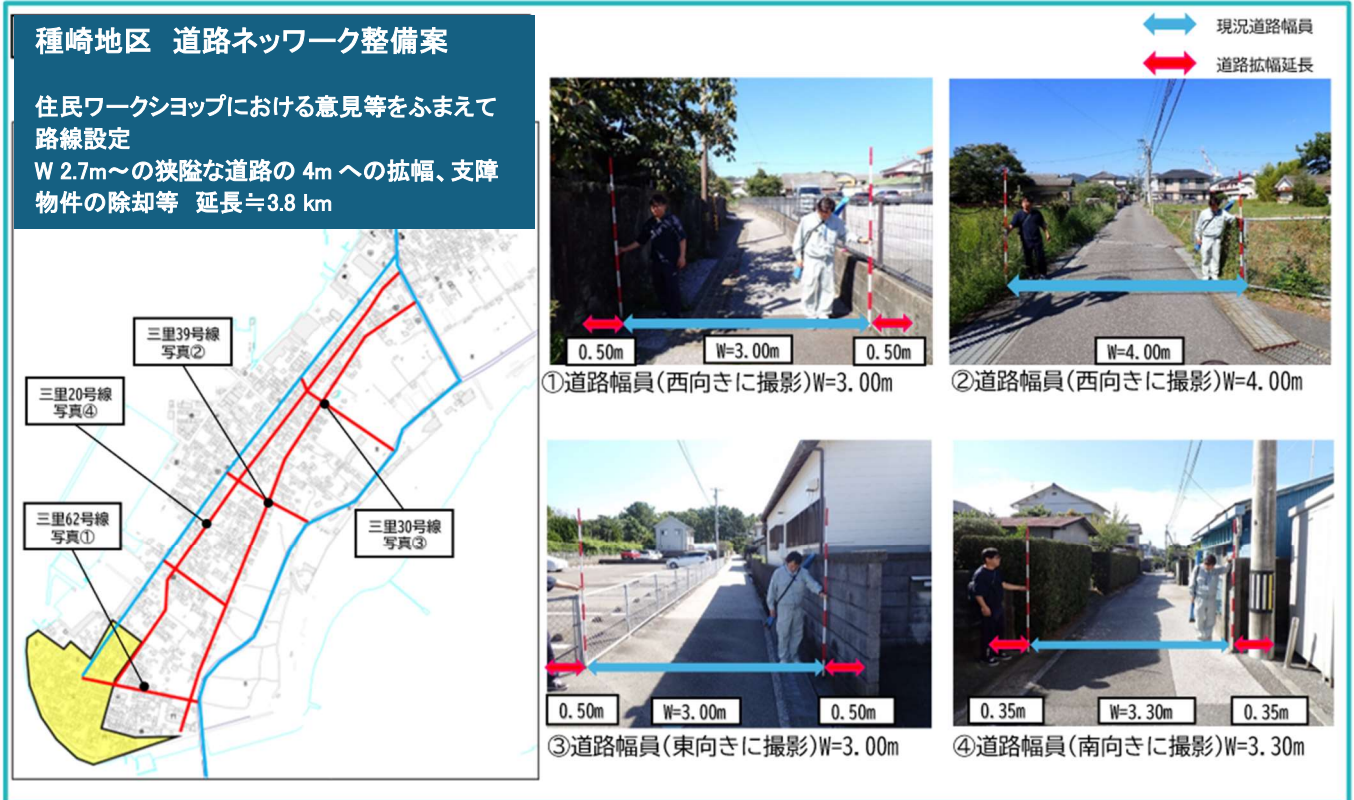 種崎地区 道路ネッワーク整備案
住民ワークシヨップにおける意見等をふまえて
路線設定
W 2.7m～の狭隘な道路の 4m への拡幅、支障
物件の除却等 延長≒3.8 km
現況道路幅員
道路拡幅延長
三里39号線
写真②
三里20号線
写真④
三里62号線
写真①
三里30号線
写真③
0.50m
W=3.00m
0.50m
①道路幅員(西向きに撮影)W=3.00m
W=4.00m
②道路幅員(西向きに撮影)W=4.00m
0.50m
W=3.00m
0.50m
③道路幅員(東向きに撮影)W=3.00m
0.35m
W=3.30m
0.35m
④道路幅員(南向きに撮影)W=3.30m